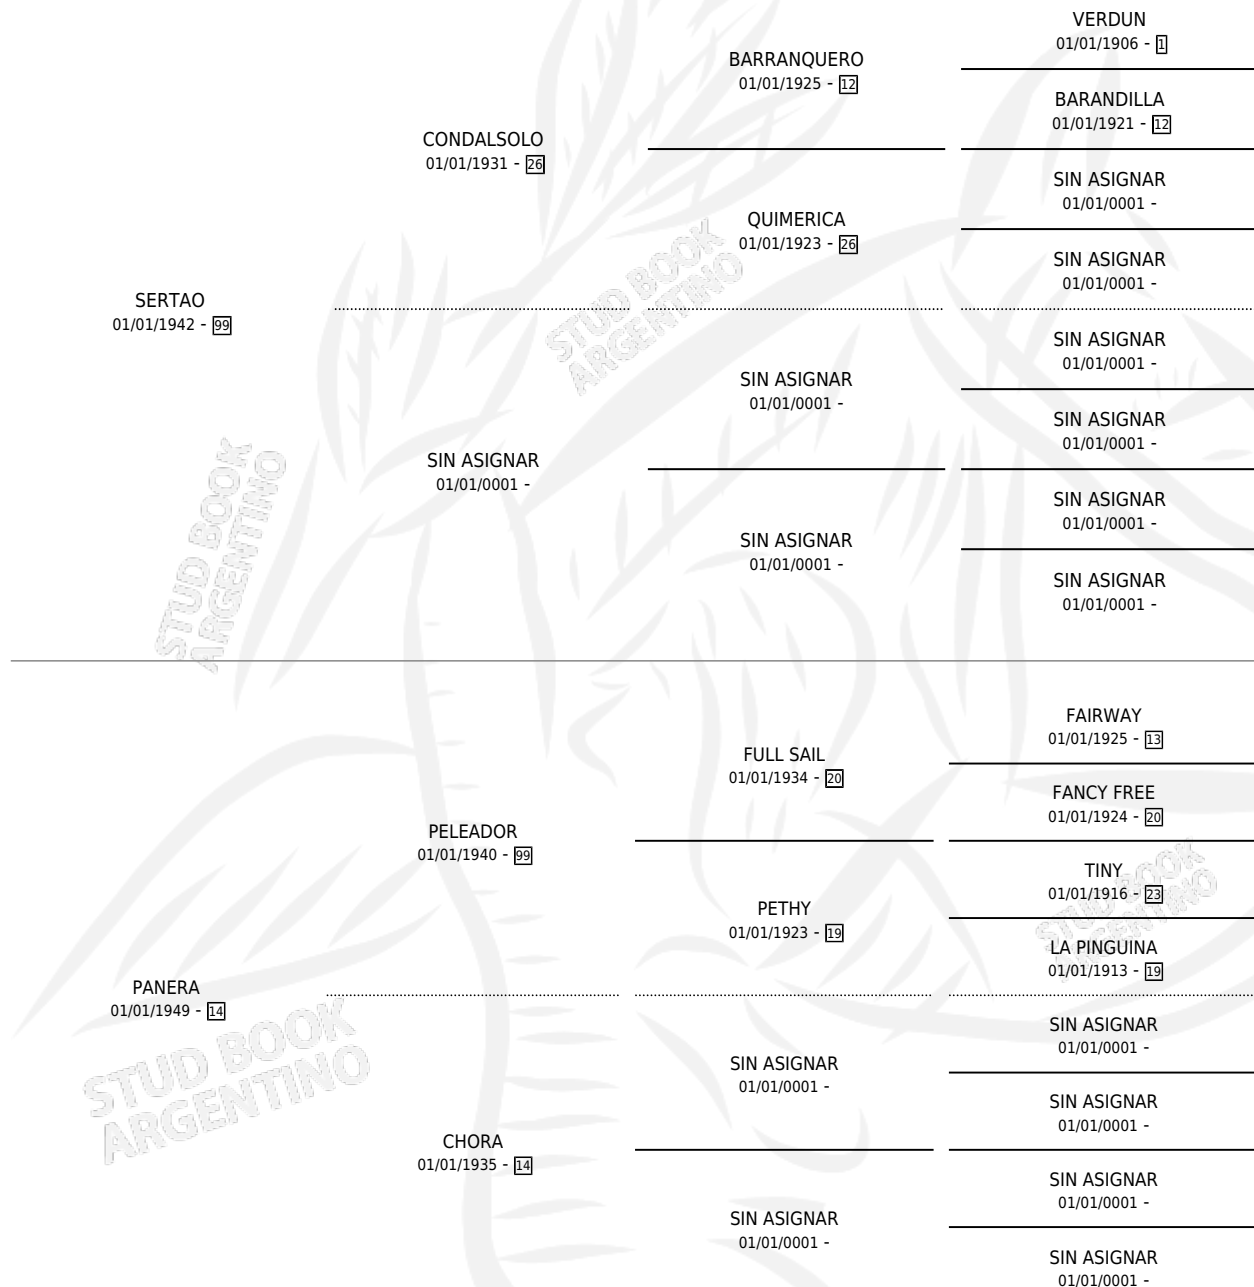 VERDUN
01/01/1906 - 1
BARRANQUERO
01/01/1925 - 12
BARANDILLA
01/01/1921 - 12
CONDALSOLO
01/01/1931 - 26
SIN ASIGNAR
01/01/0001 -
QUIMERICA
01/01/1923 - 26
SIN ASIGNAR
01/01/0001 -
SERTAO
01/01/1942 - 99
SIN ASIGNAR
01/01/0001 -
SIN ASIGNAR
01/01/0001 -
SIN ASIGNAR
01/01/0001 -
SIN ASIGNAR
01/01/0001 -
SIN ASIGNAR
01/01/0001 -
SIN ASIGNAR
01/01/0001 -
SIN ASIGNAR
01/01/0001 -
STUD BOOK
ARGENTINO
STUD BOOK
ARGENTINO
FAIRWAY
01/01/1925 - 13
FULL SAIL
01/01/1934 - 20
FANCY FREE
01/01/1924 - 20
PELEADOR
01/01/1940 - 99
TINY
01/01/1916 - 23
PETHY
01/01/1923 - 19
LA PINGUINA
01/01/1913 - 19
PANERA
01/01/1949 - 14
SIN ASIGNAR
01/01/0001 -
SIN ASIGNAR
01/01/0001 -
SIN ASIGNAR
01/01/0001 -
CHORA
01/01/1935 - 14
SIN ASIGNAR
01/01/0001 -
SIN ASIGNAR
01/01/0001 -
SIN ASIGNAR
01/01/0001 -
STUD BOOK
ARGENTINO
STUD BOOK
ARGENTINO